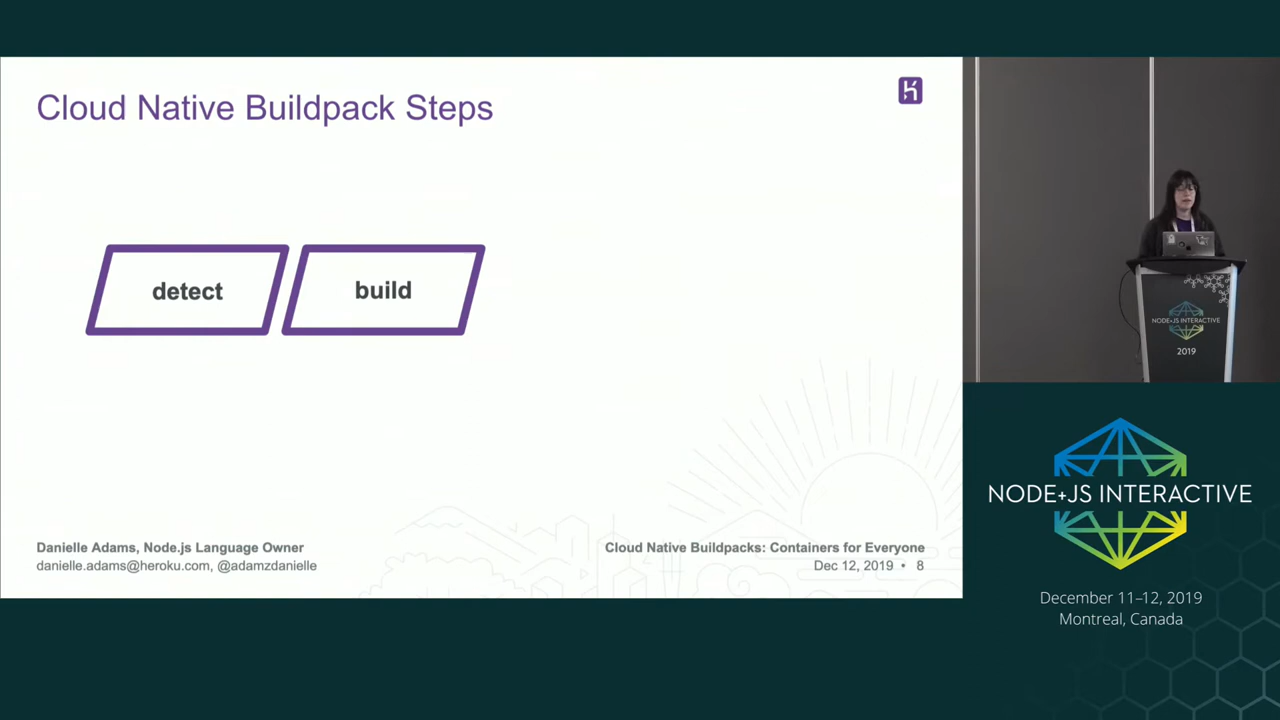 Cloud Native Buildpack Steps
detect
build
Danielle Adams, Node.js Language Owner
danielle.adams@heroku.com, @adamzdanielle
Cloud Native Buildpacks: Containers for Everyone
Dec 12, 2019 • 8
NODE+JS INTERACTIVE
2019
NODE+JS INTERACTIVE
December 11–12, 2019
Montreal, Canada